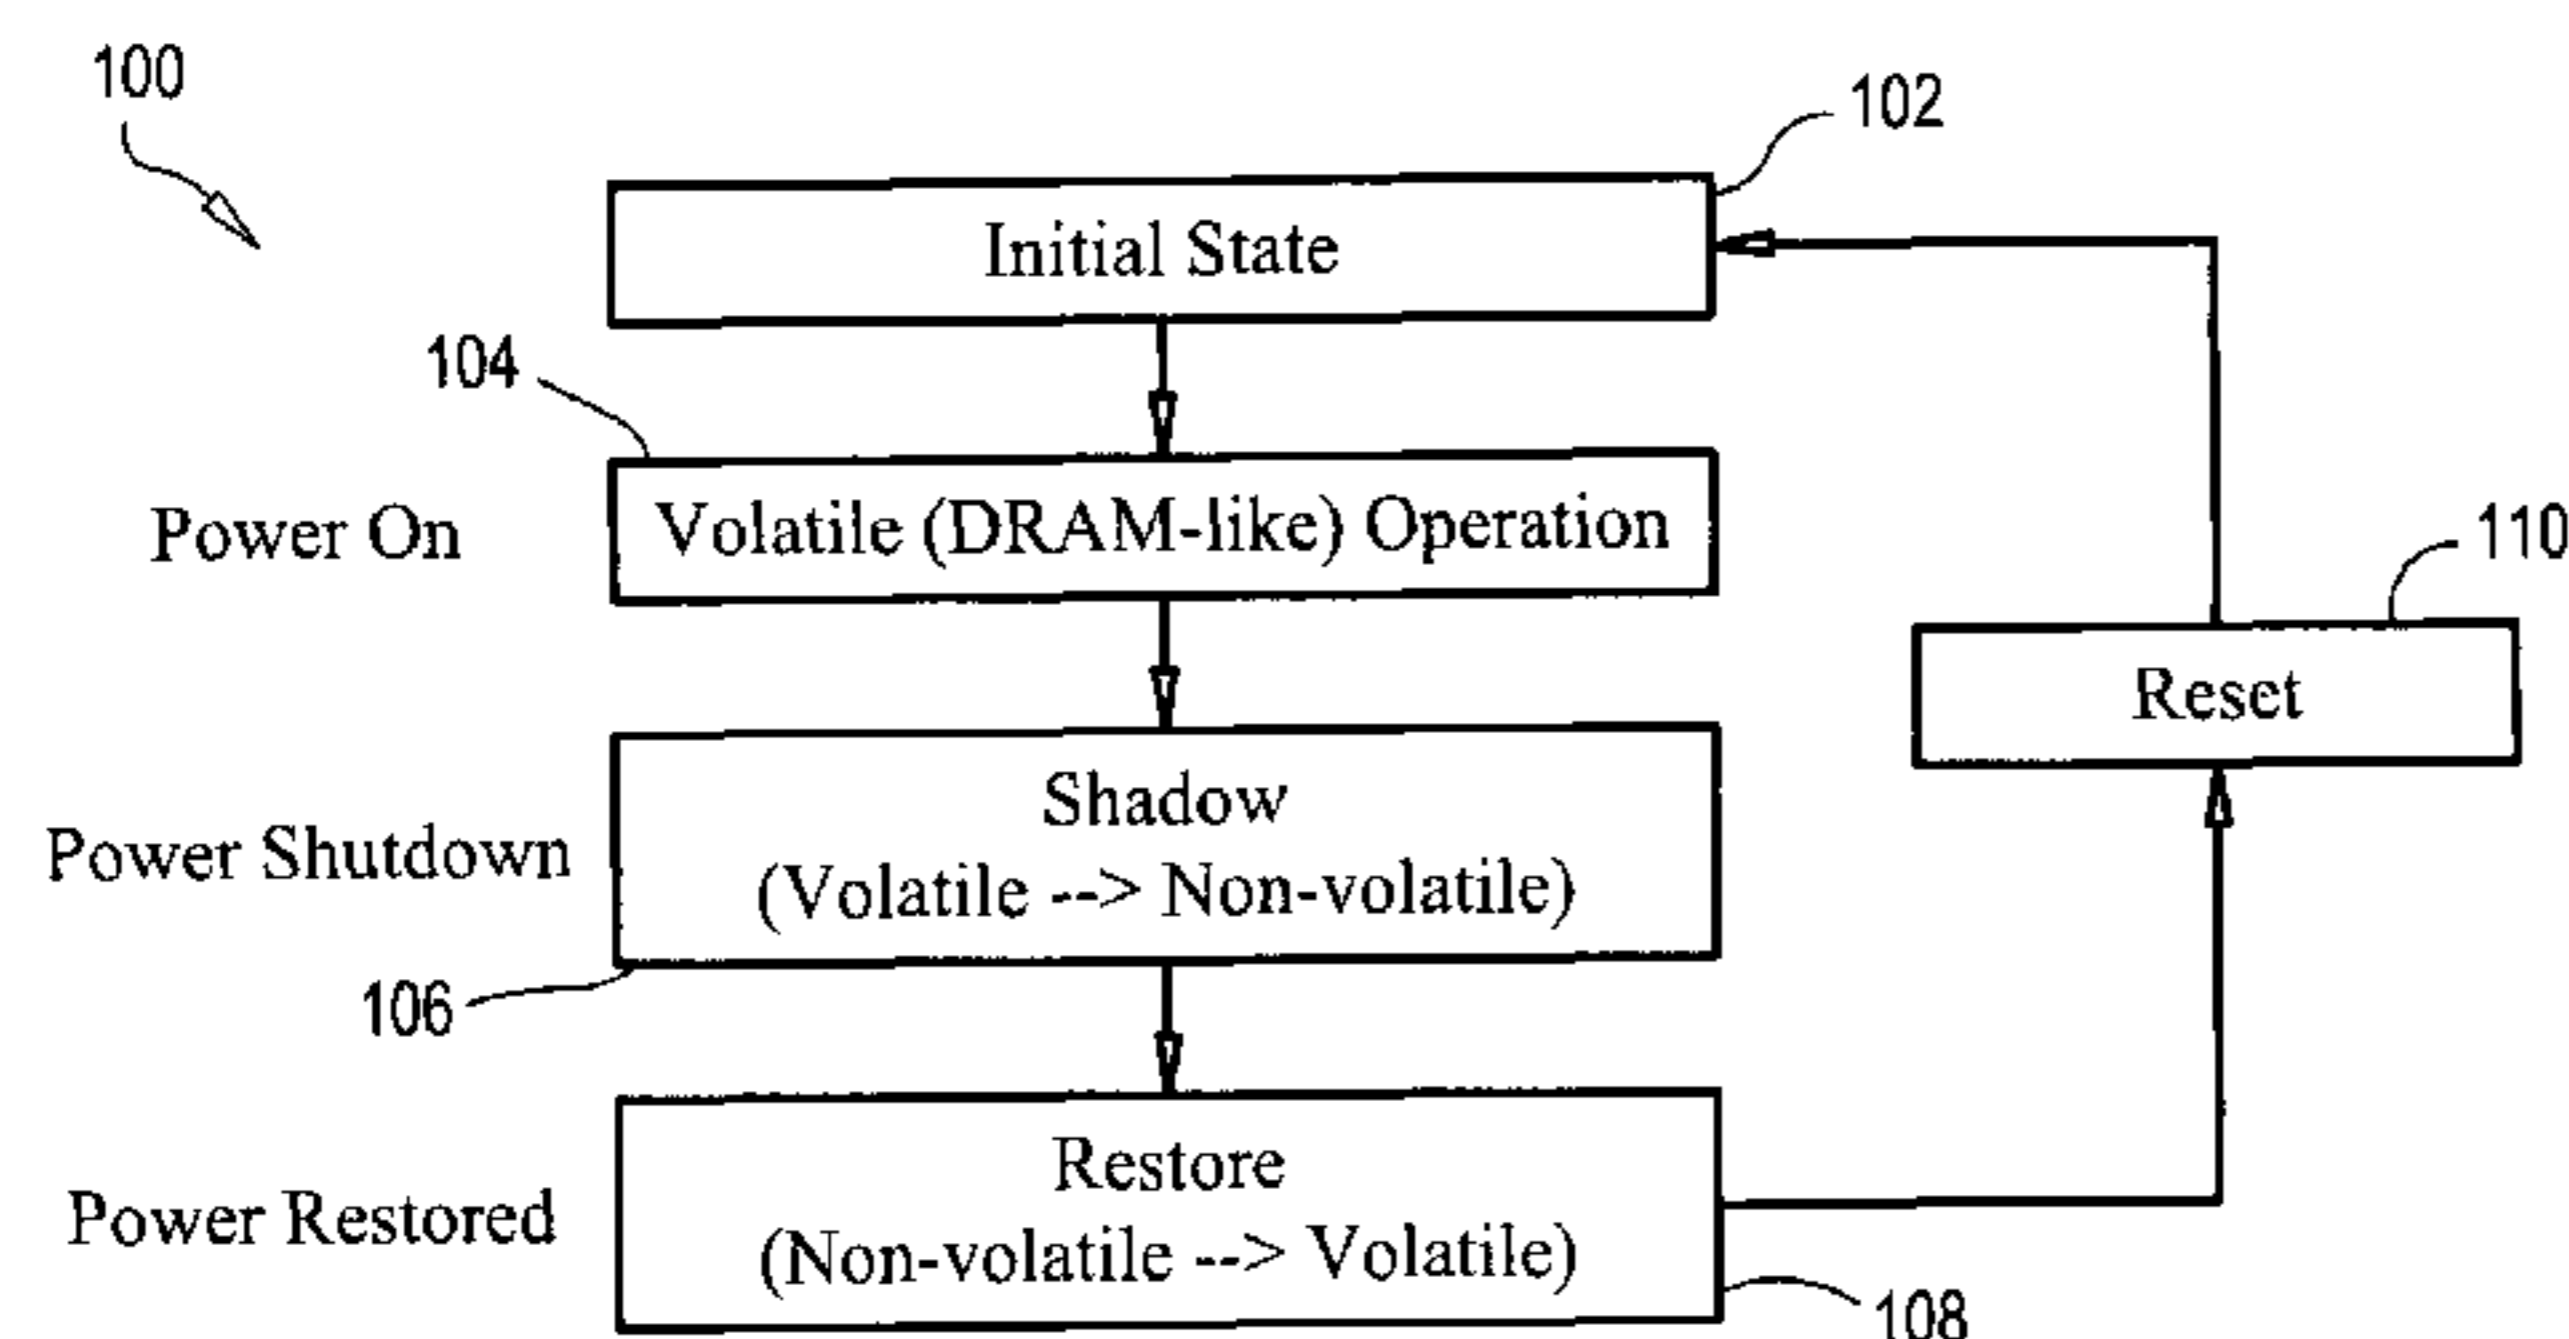 100
102
Initial State
104
Power On
Volatile (DRAM-like) Operation
110
Reset
Power Shutdown
Shadow
(Volatile --> Non-volatile)
106
Power Restored
Restore
(Non-volatile --> Volatile)
108